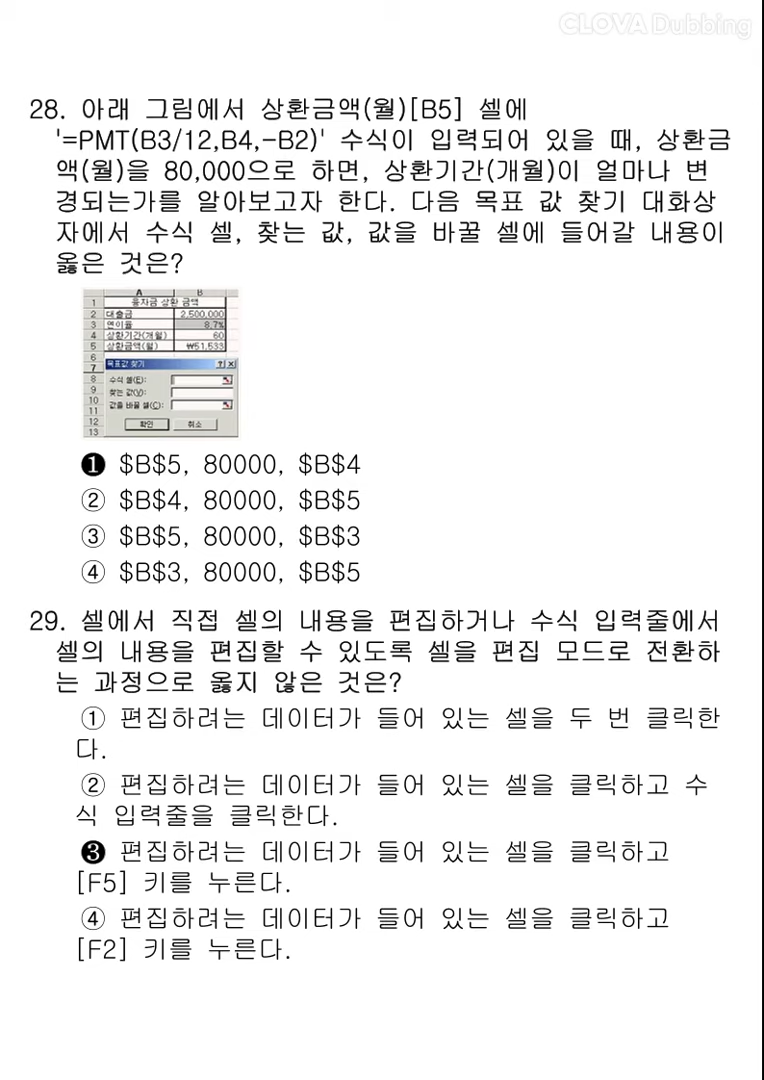 CLOVA Dubbing
28. 아래 그림에서 상환금액(월)[B5] 셀에
'=PMT(B3/12,B4,-B2)' 수식이 입력되어 있을 때, 상환금
액(월)을 80,000으로 하면, 상환기간(개월)이 얼마나 변
경되는가를 알아보고자 한다. 다음 목표 값 찾기 대화상
자에서 수식 셀, 찾는 값, 값을 바꿀 셀에 들어갈 내용이
옳은 것은?
A B
1 융자금 상환 금액
2 대출금 2,500,000
3 연이율 8.7%
4 상환기간(개월) 60
5 상환금액(월) ₩51,533
6
7 목표값 찾기 ? X
8 수식 셀(E):
9 찾는 값(V):
10 값을 바꿀 셀(C):
11
12 확인 취소
13
❶ $B$5, 80000, $B$4
② $B$4, 80000, $B$5
③ $B$5, 80000, $B$3
④ $B$3, 80000, $B$5
29. 셀에서 직접 셀의 내용을 편집하거나 수식 입력줄에서
셀의 내용을 편집할 수 있도록 셀을 편집 모드로 전환하
는 과정으로 옳지 않은 것은?
① 편집하려는 데이터가 들어 있는 셀을 두 번 클릭한
다.
② 편집하려는 데이터가 들어 있는 셀을 클릭하고 수
식 입력줄을 클릭한다.
❸ 편집하려는 데이터가 들어 있는 셀을 클릭하고
[F5] 키를 누른다.
④ 편집하려는 데이터가 들어 있는 셀을 클릭하고
[F2] 키를 누른다.